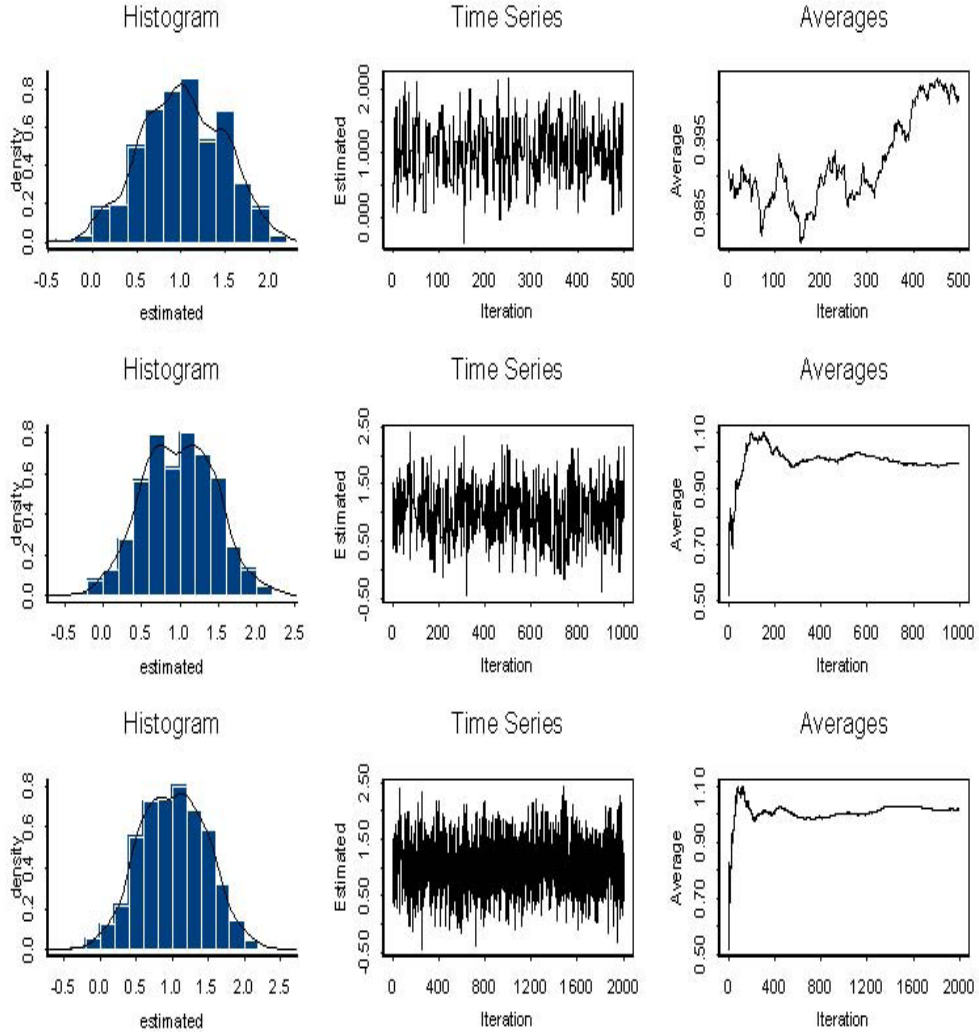 Histogram
Time Series
Averages
density
0.0 0.2 0.4 0.6 0.8
-0.5 0.0 0.5 1.0 1.5 2.0
estimated
Estimated
0.000 1.000 2.000
0 100 200 300 400 500
Iteration
Average
0.985 0.995
0 100 200 300 400 500
Iteration
Histogram
Time Series
Averages
density
0.0 0.2 0.4 0.6 0.8
-0.5 0.0 0.5 1.0 1.5 2.0 2.5
estimated
Estimated
-0.50 0.50 1.50 2.50
0 200 400 600 800 1000
Iteration
Average
0.50 0.70 0.90 1.10
0 200 400 600 800 1000
Iteration
Histogram
Time Series
Averages
density
0.0 0.2 0.4 0.6 0.8
-0.5 0.0 0.5 1.0 1.5 2.0 2.5
estimated
Estimated
-0.50 0.50 1.50 2.50
0 400 800 1200 1600 2000
Iteration
Average
0.50 0.70 0.90 1.10
0 400 800 1200 1600 2000
Iteration